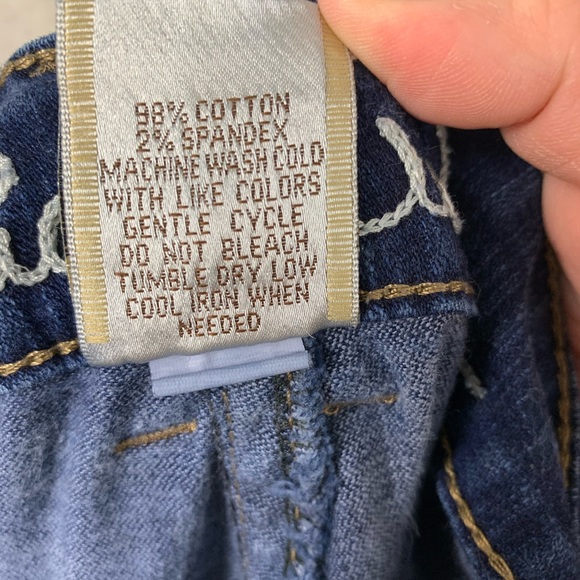 98% COTTON
2% SPANDEX
MACHINE WASH COLD
WITH LIKE COLORS
GENTLE CYCLE
DO NOT BLEACH
TUMBLE DRY LOW
COOL IRON WHEN
NEEDED